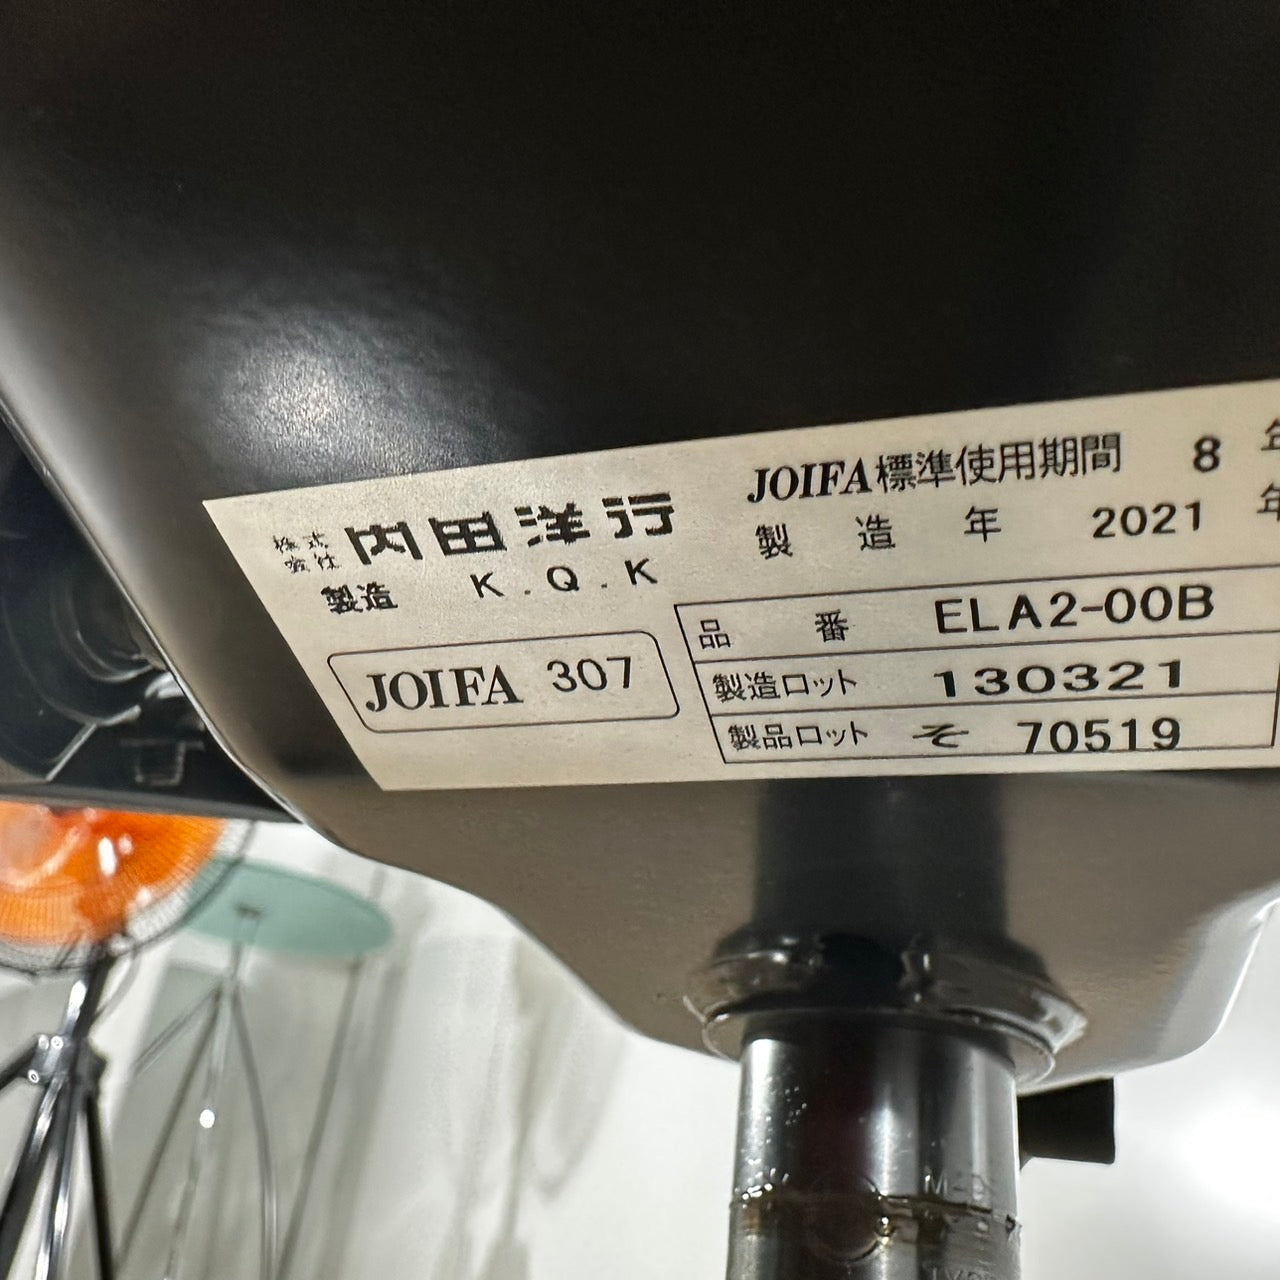 株式会社 内田洋行
製造 K.Q.K
JOIFA 307
JOIFA標準使用期間 8 年
製造年 2021 年
品番 ELA2-00B
製造ロット 130321
製品ロット そ 70519